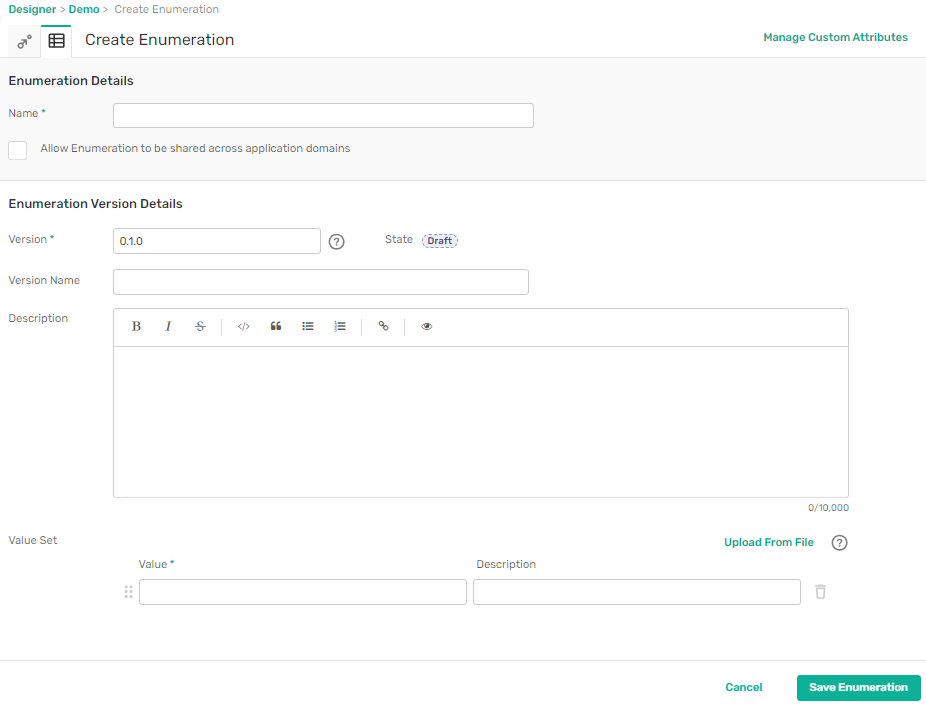 Designer > Demo > Create Enumeration
Create Enumeration
Manage Custom Attributes
Enumeration Details
Name *
Allow Enumeration to be shared across application domains
Enumeration Version Details
Version * 0.1.0 ? State Draft
Version Name
Description
B I S </>
0/10,000
Value Set Upload From File ?
Value * Description
Cancel Save Enumeration